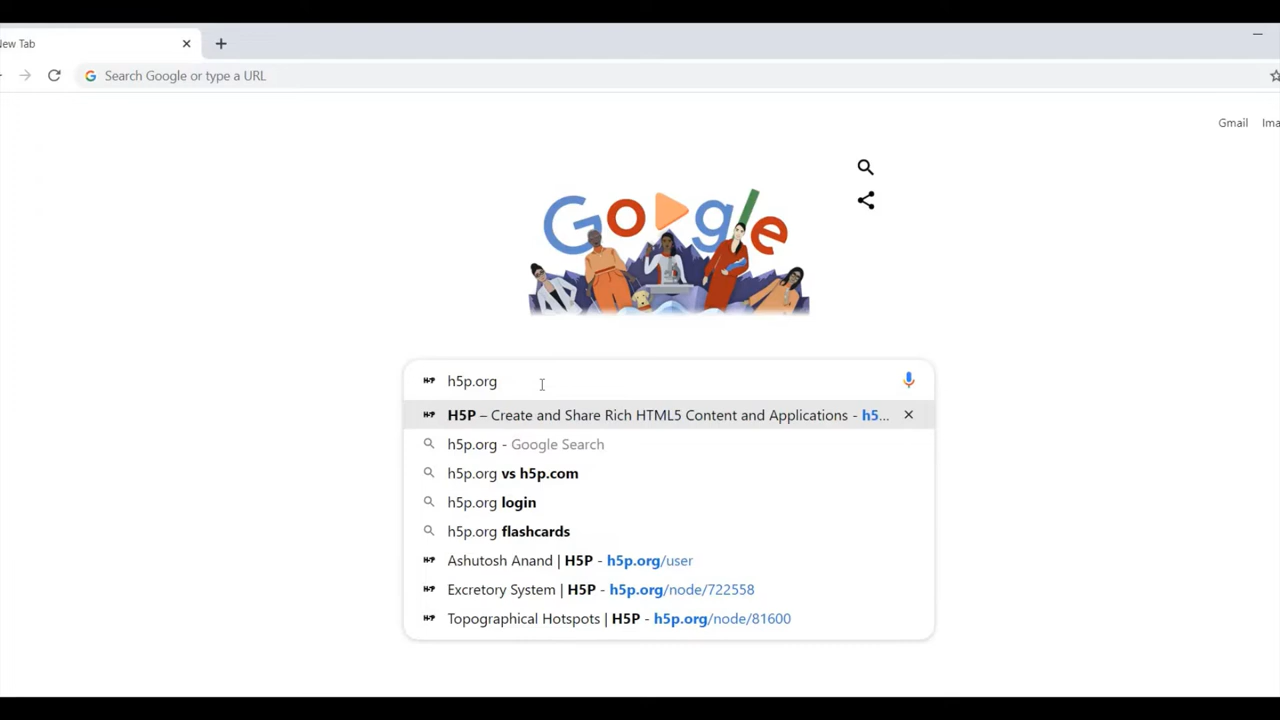 New Tab
Search Google or type a URL
Gmail Ima
Google
h5p.org
H5P – Create and Share Rich HTML5 Content and Applications - h5...
h5p.org - Google Search
h5p.org vs h5p.com
h5p.org login
h5p.org flashcards
Ashutosh Anand | H5P - h5p.org/user
Excretory System | H5P - h5p.org/node/722558
Topographical Hotspots | H5P - h5p.org/node/81600